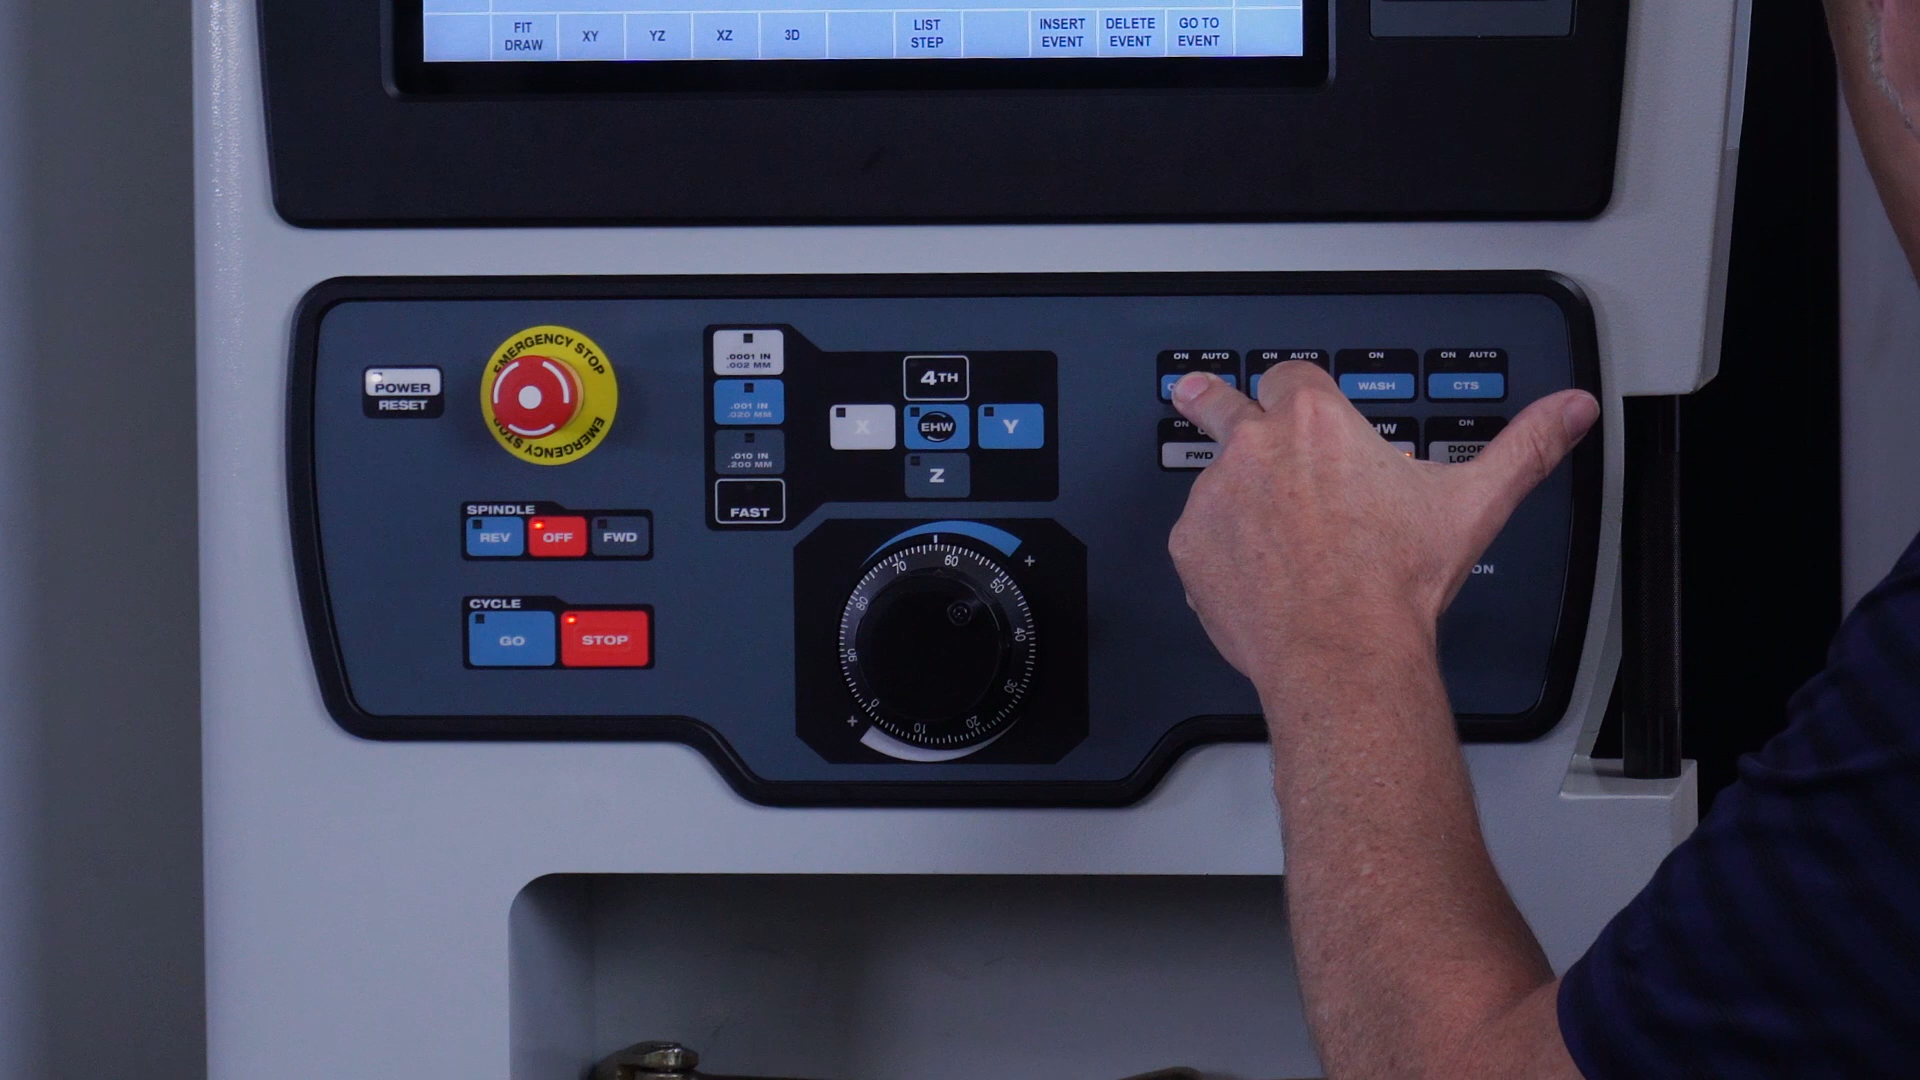 FIT
DRAW
XY
YZ
XZ
3D
LIST
STEP
INSERT
EVENT
DELETE
EVENT
GO TO
EVENT
POWER
RESET
EMERGENCY STOP
EMERGENCY STOP
.0001 IN
.002 MM
.001 IN
.020 MM
.010 IN
.200 MM
FAST
4TH
X
EHW
Y
Z
ON AUTO
ON AUTO
ON
WASH
ON AUTO
CTS
ON
FWD
ON
SPINDLE
REV OFF FWD
CYCLE
GO STOP
+
60
50
40
30
20
10
0
90
80
70
+